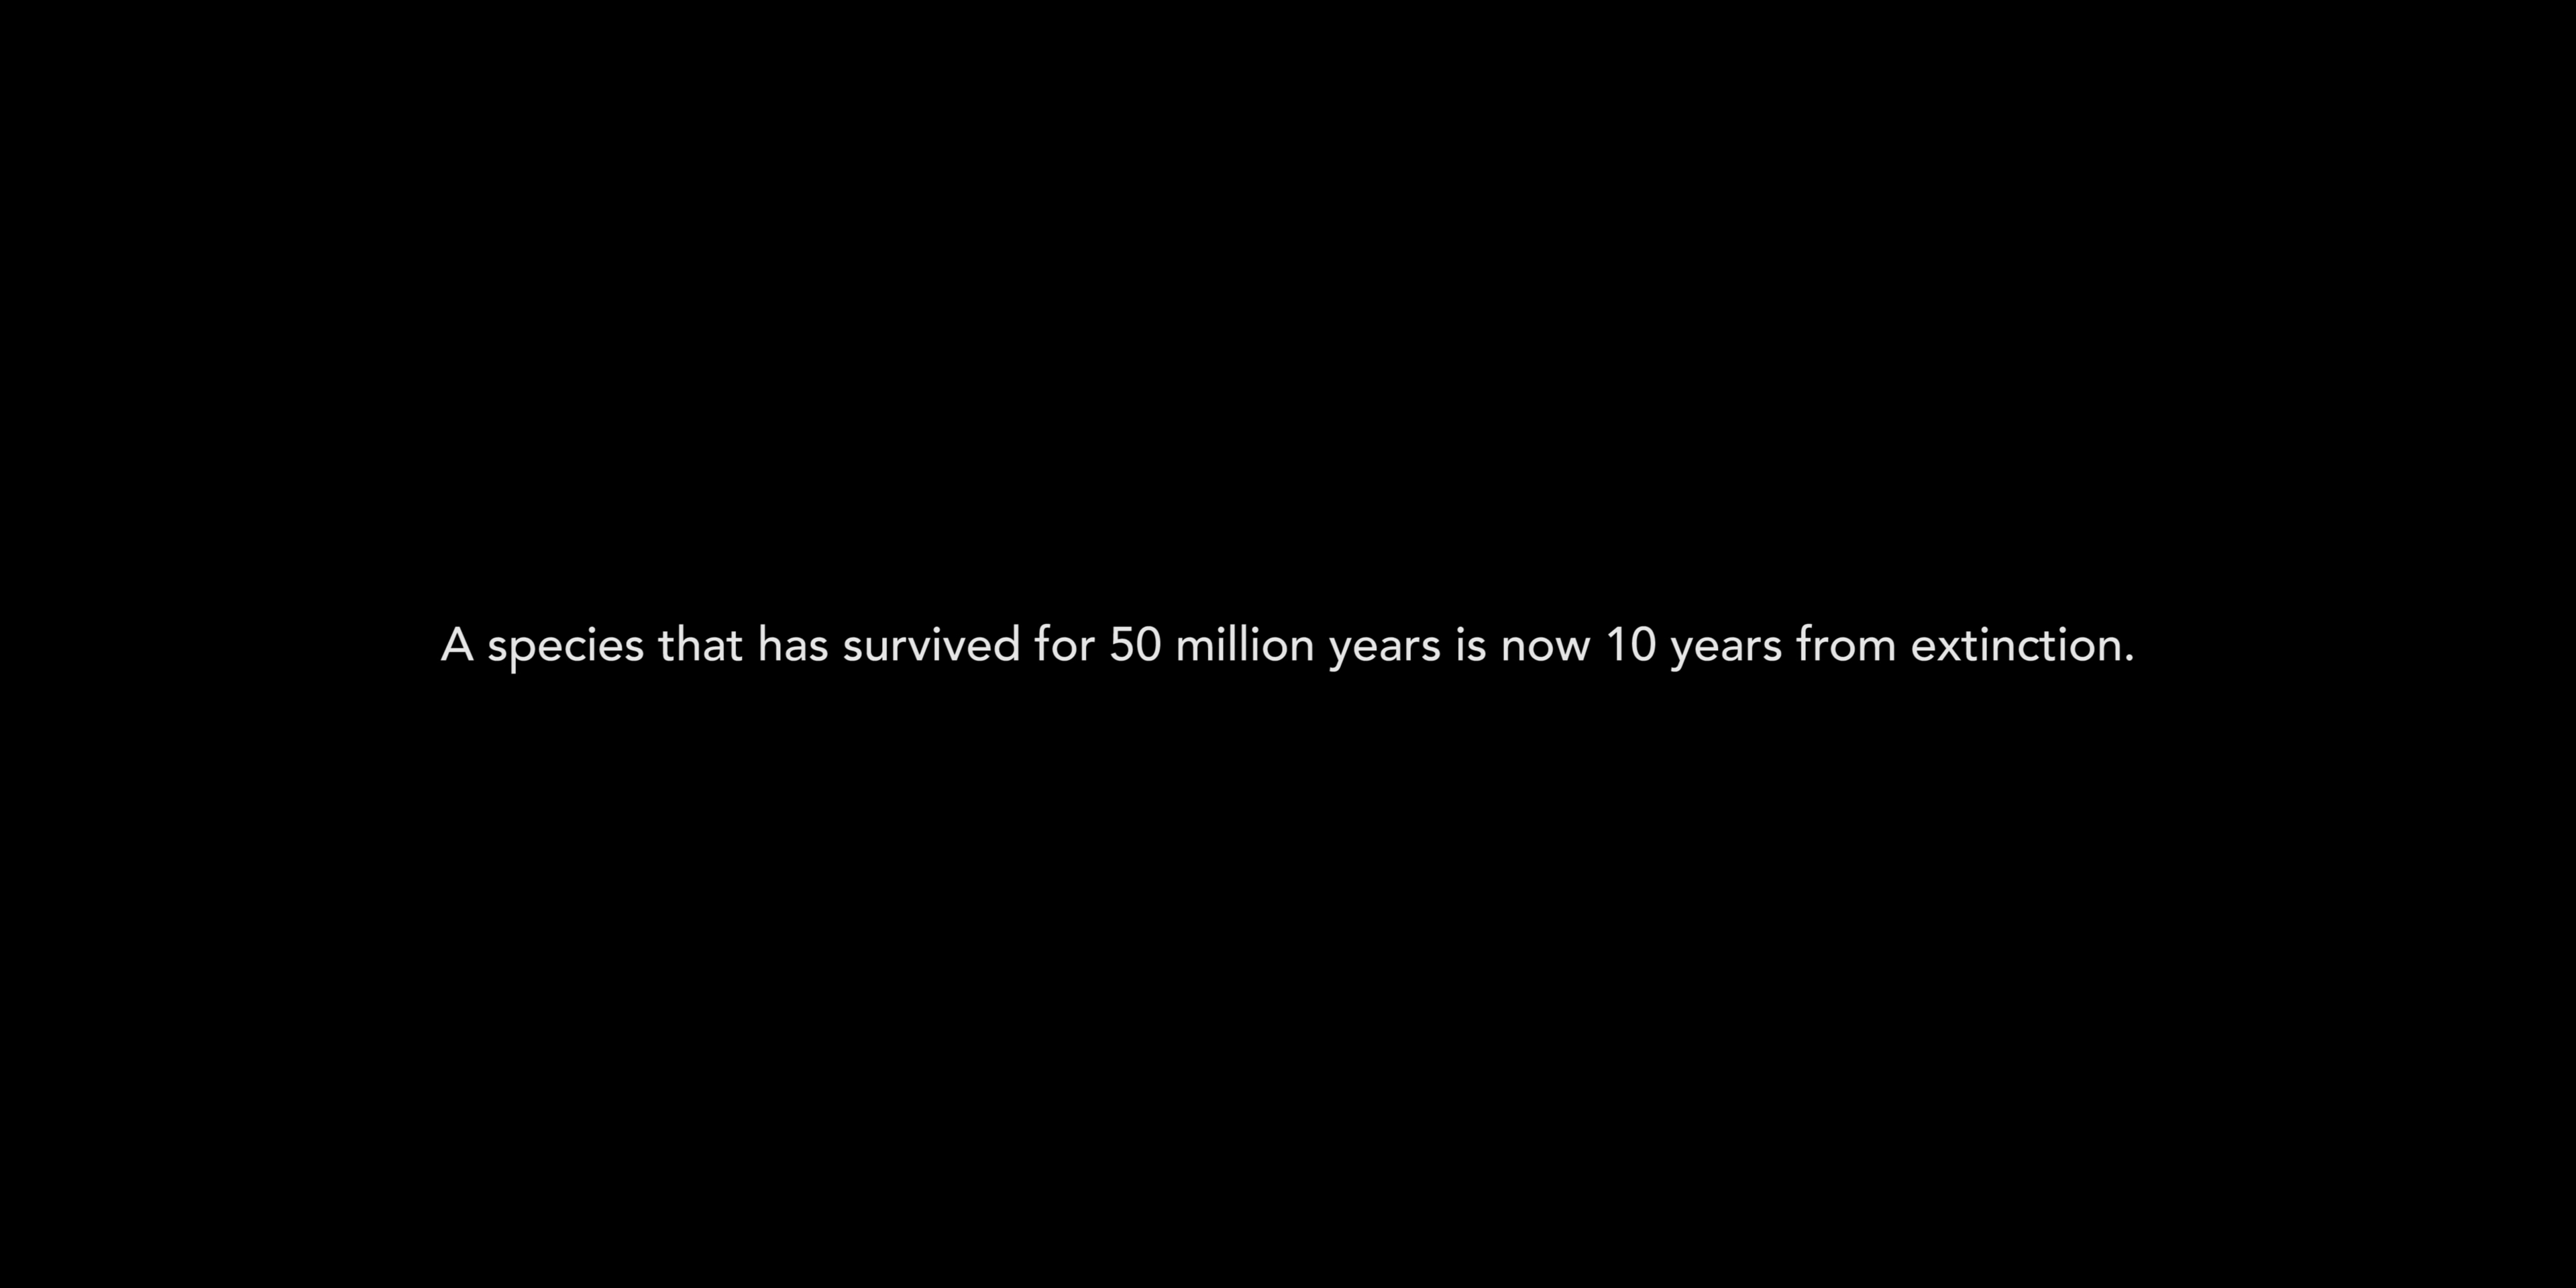 A species that has survived for 50 million years is now 10 years from extinction.